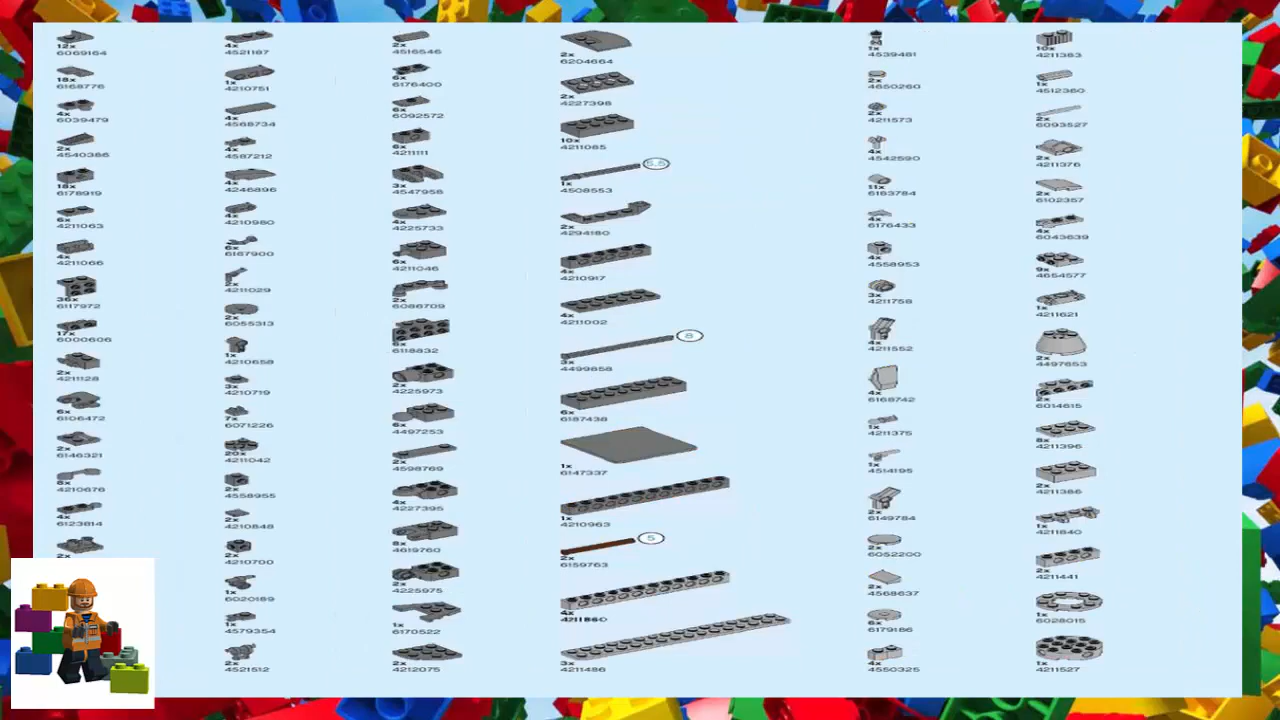 12x
6069164
18x
6168776
4x
6039479
2x
4540386
18x
6178919
6x
4211063
4x
4211066
36x
6117972
17x
6000606
2x
4211128
6x
6106472
2x
6146321
8x
4210676
4x
6123814
2x
4x
4521187
1x
4210751
4x
4568734
4x
4587212
4x
4246896
4x
4210980
6x
6187900
2x
4211029
2x
6055313
1x
4210658
3x
4210719
7x
6071226
20x
4211042
2x
4558955
2x
4210848
2x
4210700
1x
6020189
1x
4579354
2x
4521512
2x
4516546
6x
6176400
6x
6092572
6x
4211111
3x
4547958
4x
4225733
6x
4211046
2x
6086709
6x
6118832
2x
4225973
6x
4497253
2x
4598769
4x
4227395
8x
4619760
2x
4225975
2x
6170522
2x
4212075
2x
6204664
2x
4227398
10x
4211085
5.5
1x
4508553
2x
4294180
4x
4210917
4x
4211002
8
3x
4499858
6x
6187438
1x
6147337
1x
4210963
5
2x
6159763
4x
4211860
3x
4211486
1x
4539481
2x
4650260
2x
4211573
4x
4542590
11x
6163784
4x
6176433
4x
4558953
3x
4211758
4x
4211552
4x
6168742
1x
4211375
1x
4514195
2x
6149784
2x
6052200
2x
4568637
6x
6179186
4x
4550325
10x
4211383
1x
4512360
2x
6093527
2x
4211376
2x
6102357
4x
6043639
9x
4654577
1x
4211621
2x
4497653
2x
6014615
8x
4211396
2x
4211386
1x
4211840
2x
4211441
1x
6028015
1x
4211527